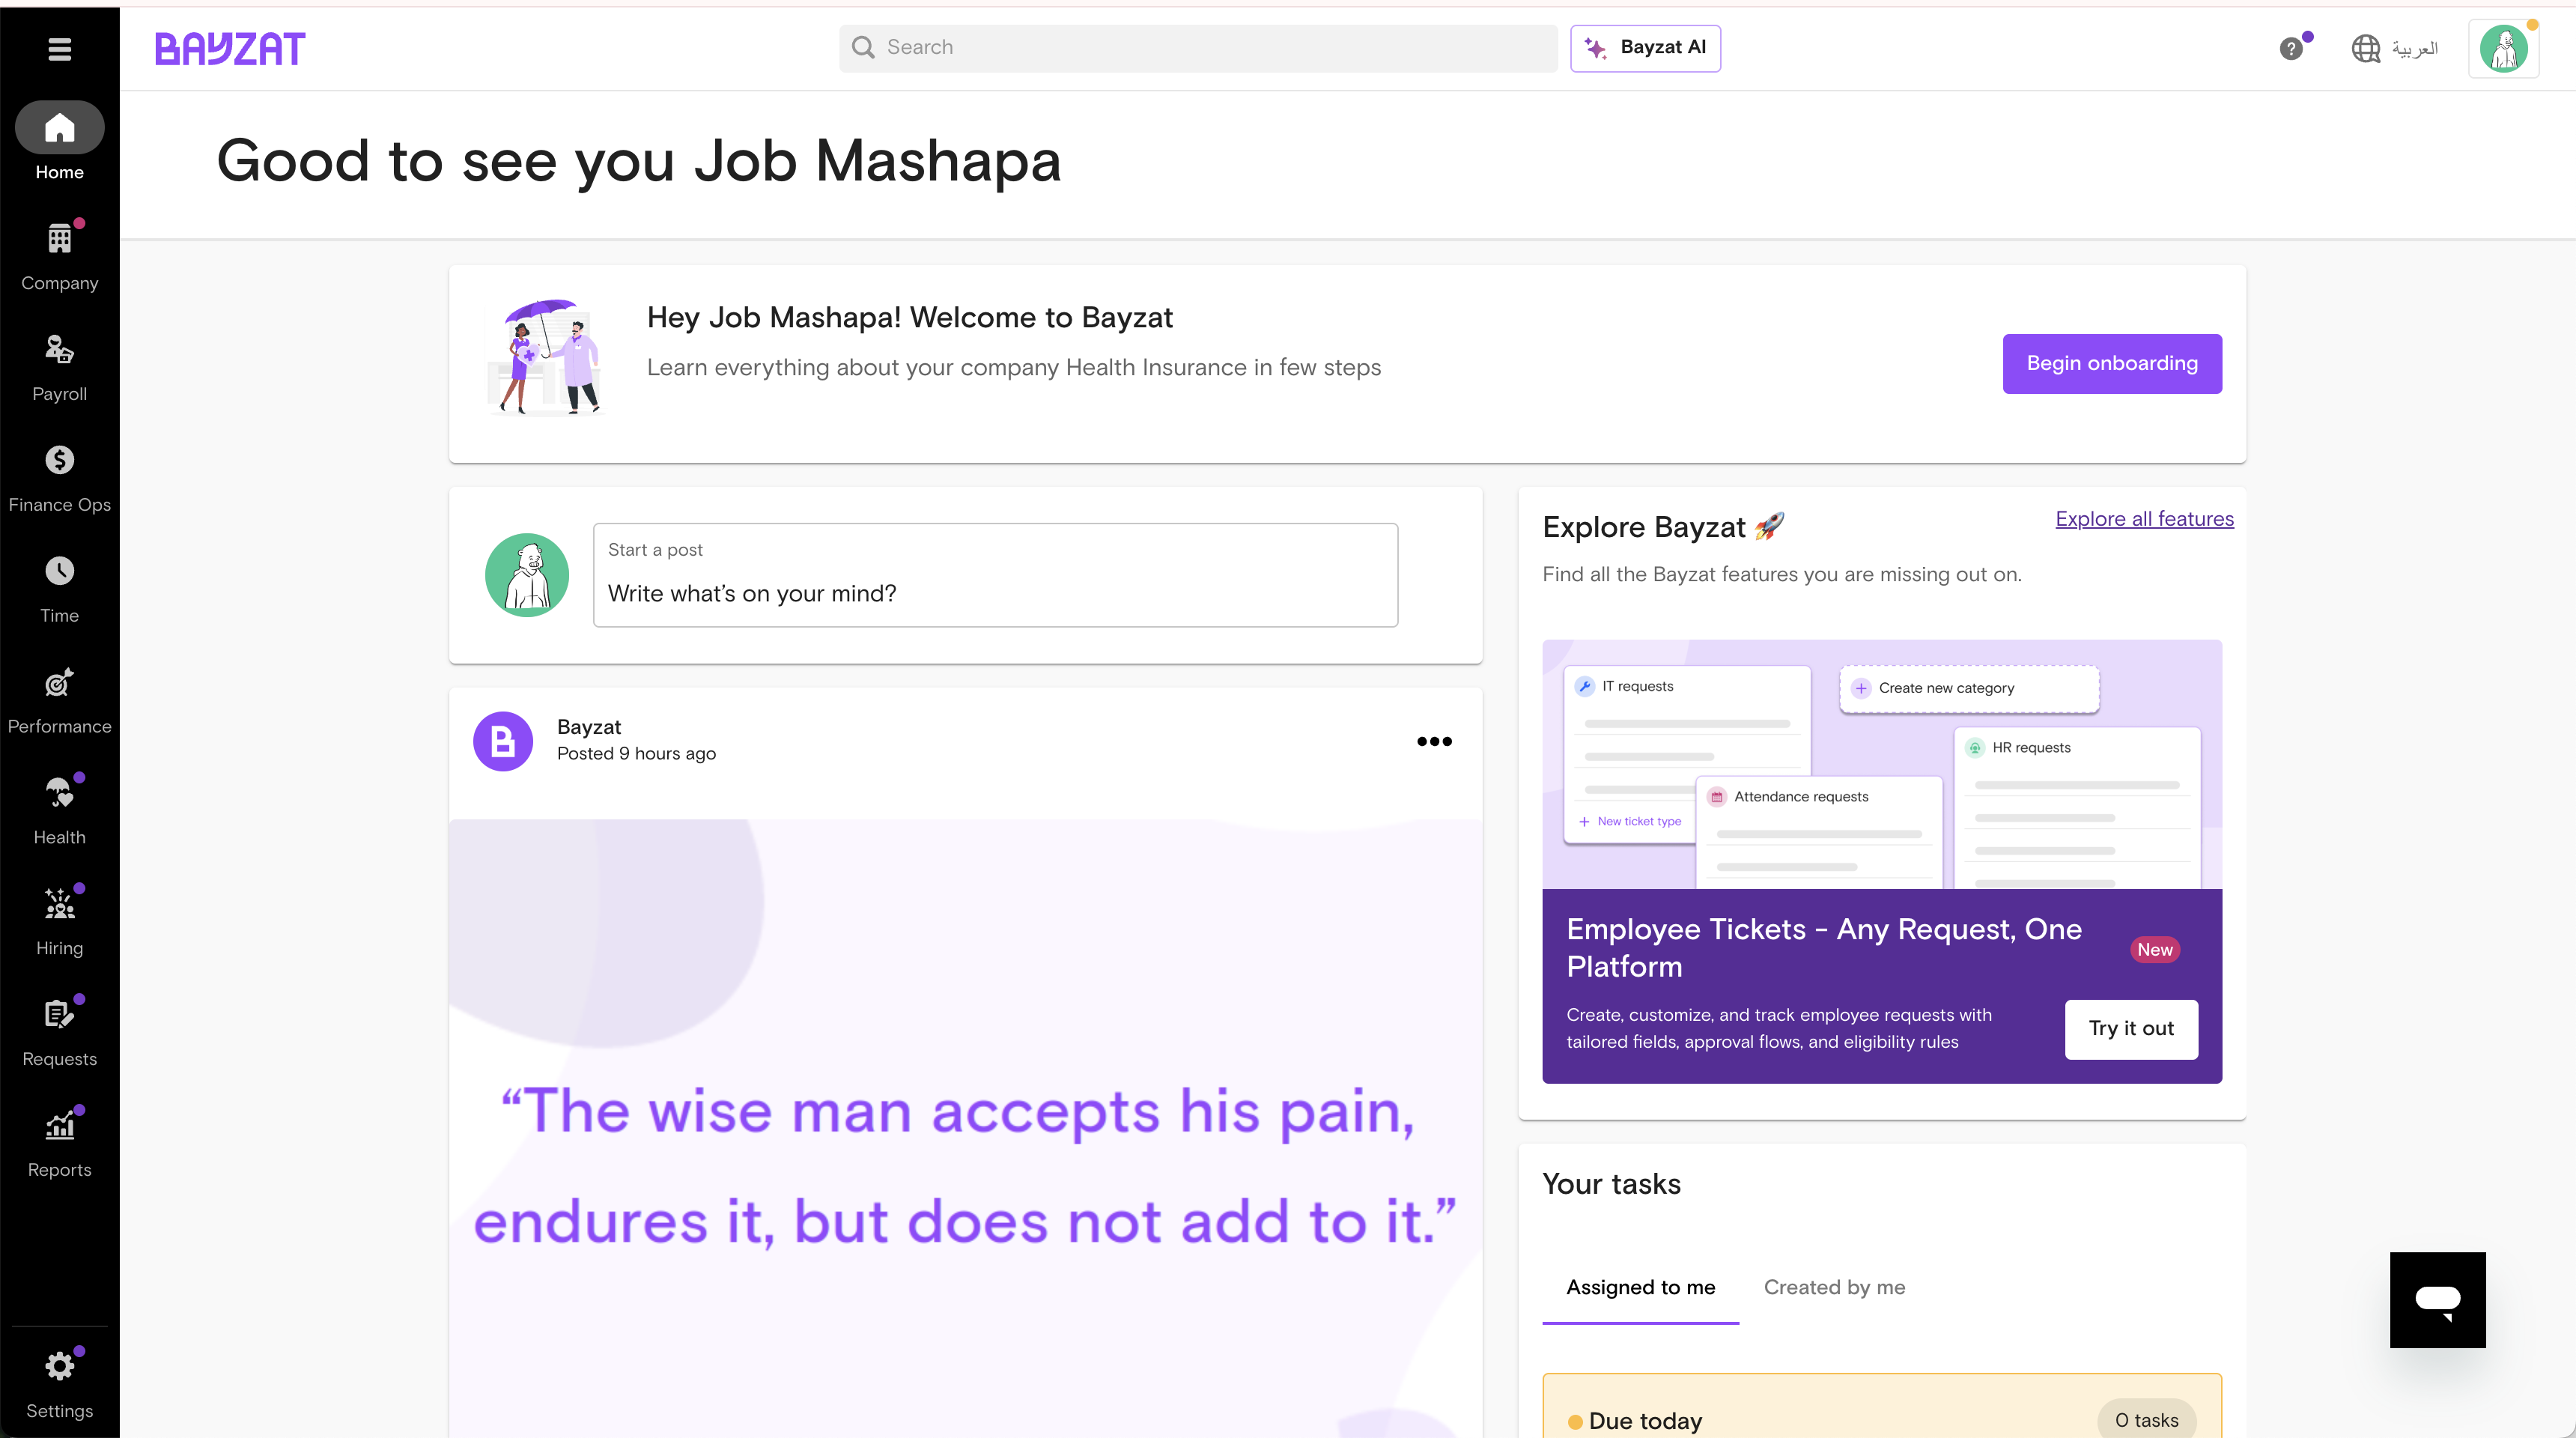 BAYZAT
Search
Bayzat AI
?
العربية
Home
Company
Payroll
Finance Ops
Time
Performance
Health
Hiring
Requests
Reports
Settings
Good to see you Job Mashapa
Hey Job Mashapa! Welcome to Bayzat
Learn everything about your company Health Insurance in few steps
Begin onboarding
Start a post
Write what's on your mind?
B
Bayzat
Posted 9 hours ago
“The wise man accepts his pain,
endures it, but does not add to it.”
Explore Bayzat 🚀
Explore all features
Find all the Bayzat features you are missing out on.
IT requests
+ New ticket type
+ Create new category
Attendance requests
HR requests
Employee Tickets - Any Request, One
Platform
New
Create, customize, and track employee requests with
tailored fields, approval flows, and eligibility rules
Try it out
Your tasks
Assigned to me
Created by me
Due today
0 tasks